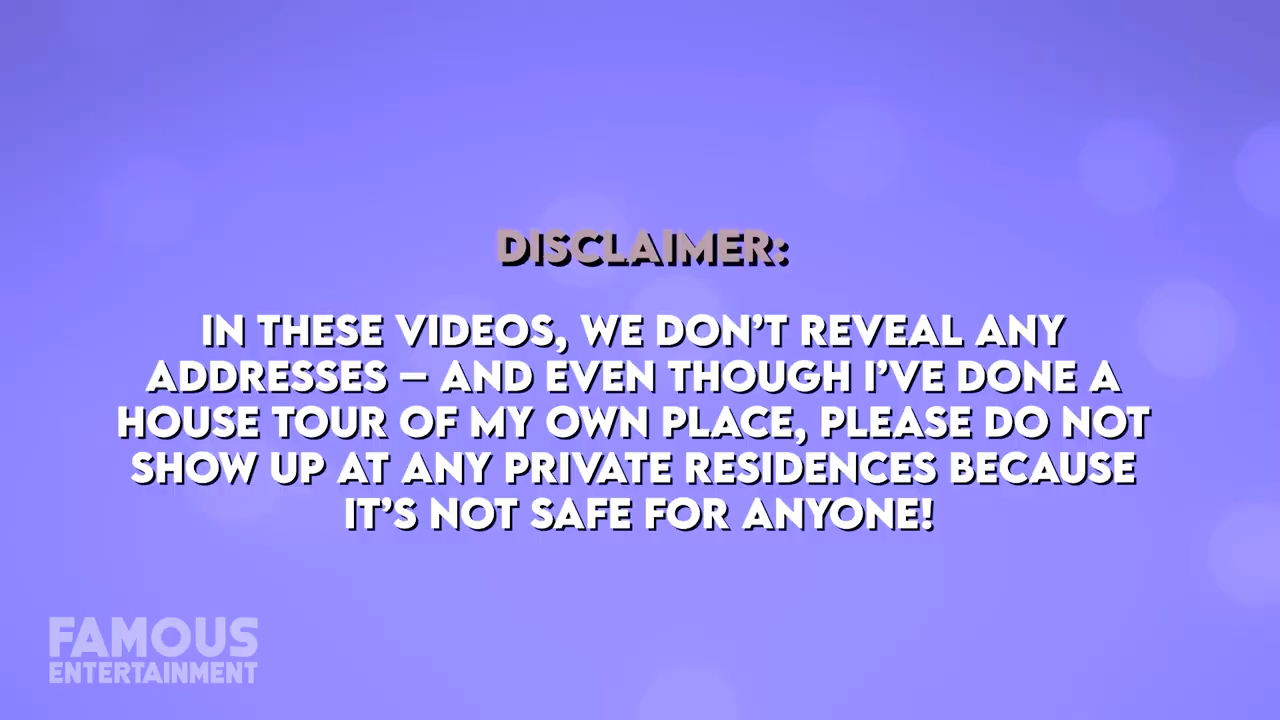 DISCLAIMER:
IN THESE VIDEOS, WE DON'T REVEAL ANY
ADDRESSES – AND EVEN THOUGH I'VE DONE A
HOUSE TOUR OF MY OWN PLACE, PLEASE DO NOT
SHOW UP AT ANY PRIVATE RESIDENCES BECAUSE
IT'S NOT SAFE FOR ANYONE!
FAMOUS
ENTERTAINMENT